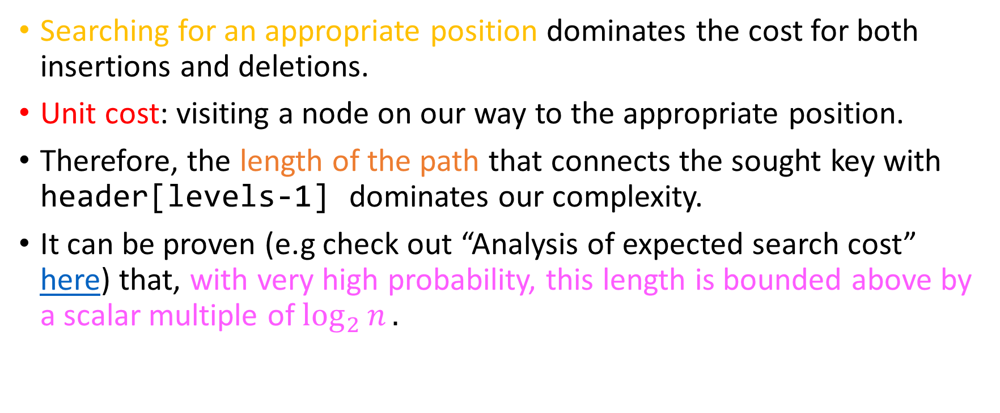 • Searching for an appropriate position dominates the cost for both
insertions and deletions.
• Unit cost: visiting a node on our way to the appropriate position.
• Therefore, the length of the path that connects the sought key with
header[levels-1] dominates our complexity.
• It can be proven (e.g check out “Analysis of expected search cost”
here) that, with very high probability, this length is bounded above by
a scalar multiple of log₂ n .